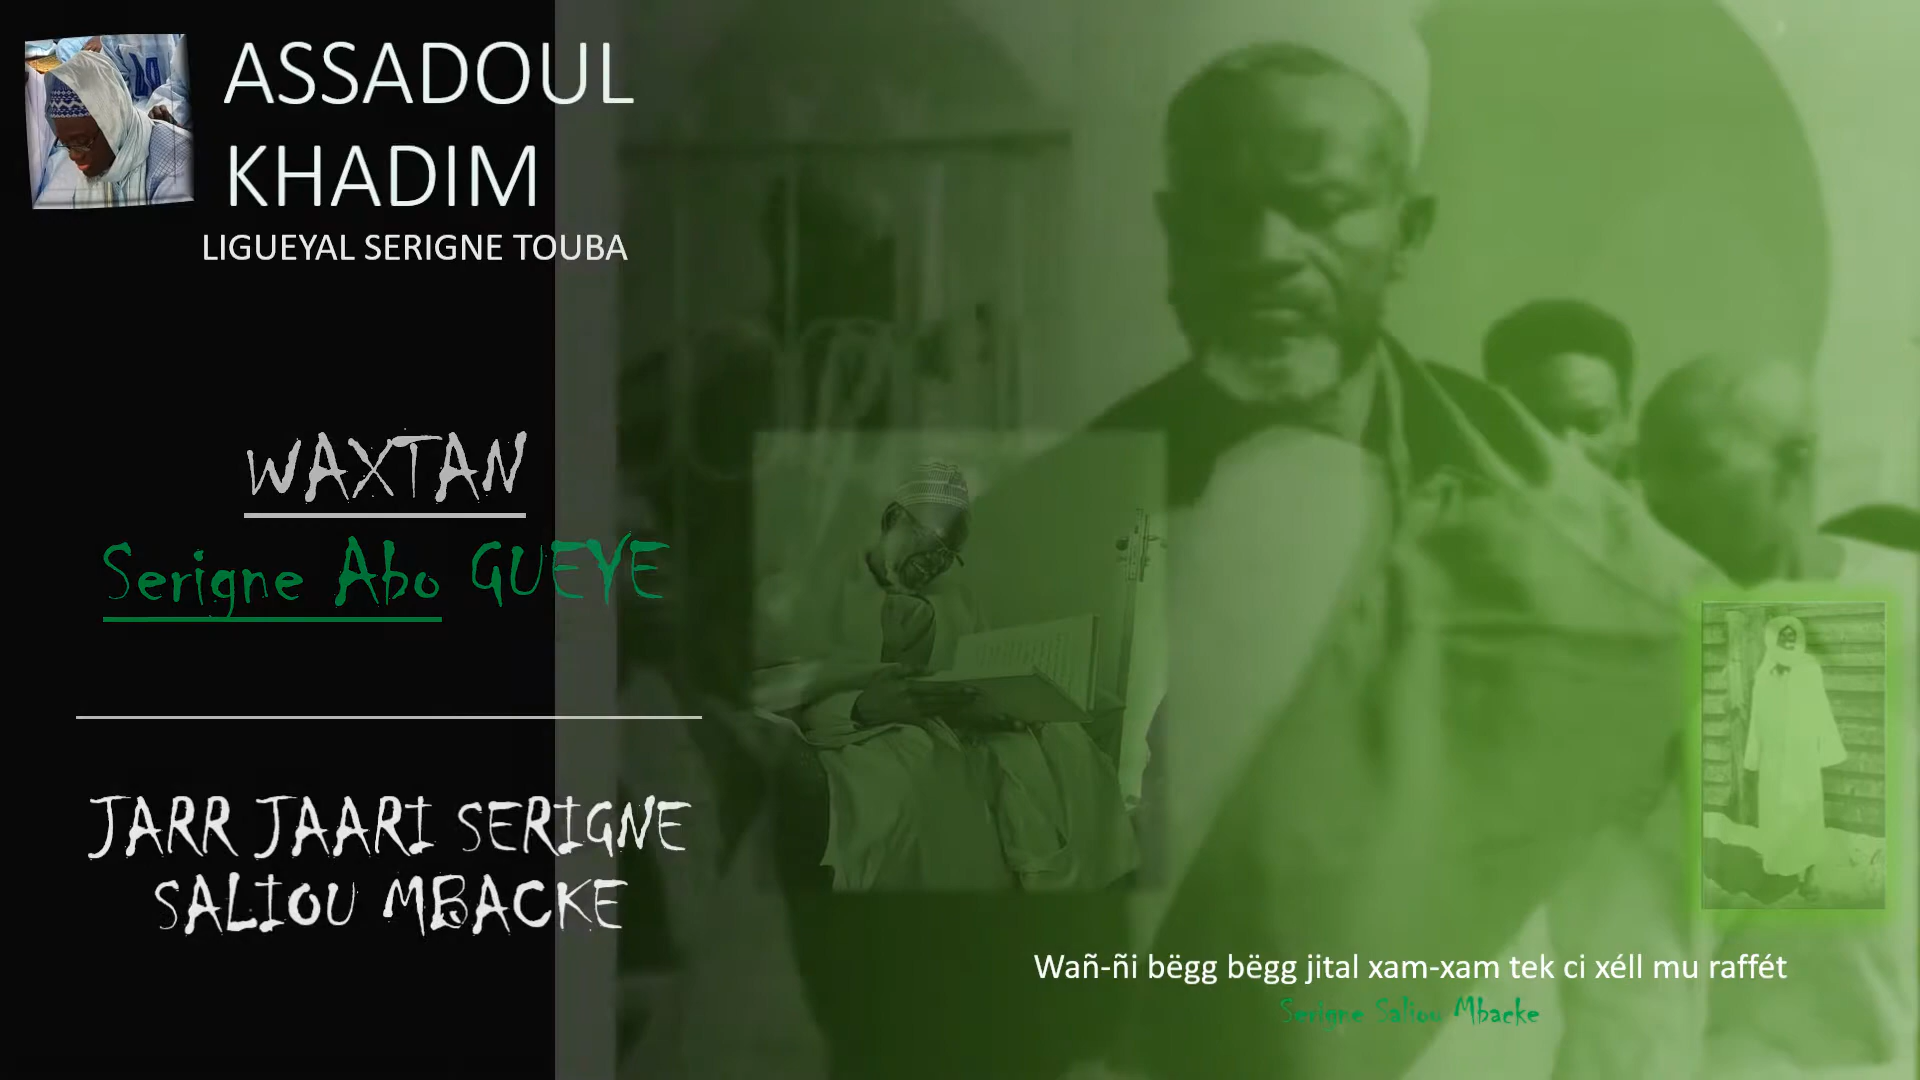 ASSADOUL
KHADIM
LIGUEYAL SERIGNE TOUBA
WAXTAN
Serigne Abo GUEYE
JARR JAARI SERIGNE
SALIOU MBACKE
Wañ-ñi bëgg bëgg jital xam-xam tek ci xéll mu raffét
Serigne Saliou Mbacke